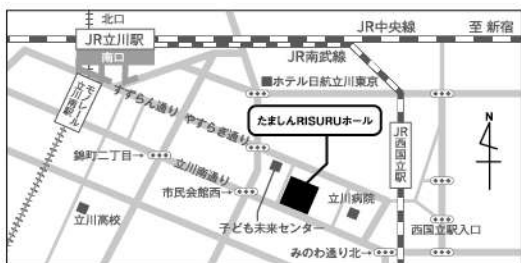 北口
JR中央線
至 新宿
JR立川駅
南口
JR南武線
ホテル日航立川東京
モノレール
立川南駅
すずらん通り
やすらぎ通り
たましんRISURUホール
N
JR西国立駅
錦町二丁目→
立川南通り
市民会館西→
立川高校
子ども未来センター
立川病院
西国立駅入口
みのわ通り北→